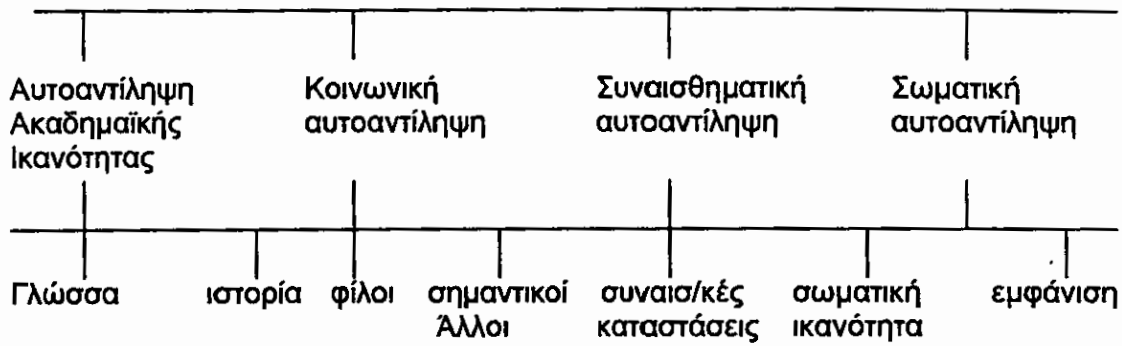 Αυτοαντίληψη Κοινωνική Συναισθηματική Σωματική
Ακαδημαϊκής αυτοαντίληψη αυτοαντίληψη αυτοαντίληψη
Ικανότητας
Γλώσσα ιστορία φίλοι σημαντικοί συναισ/κές σωματική εμφάνιση
Άλλοι καταστάσεις ικανότητα